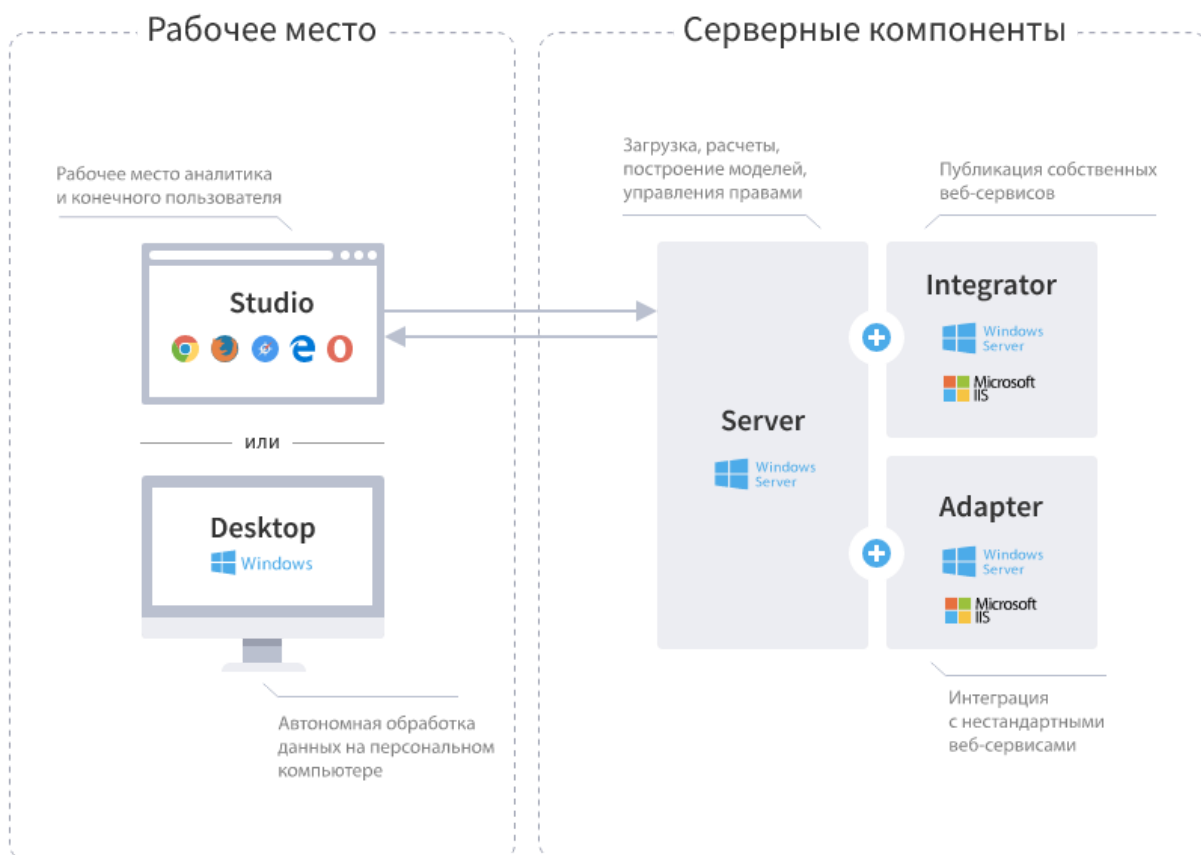 Рабочее место
Рабочее место аналитика
и конечного пользователя
Studio
или
Desktop
Windows
Автономная обработка
данных на персональном
компьютере
Серверные компоненты
Загрузка, расчеты,
построение моделей,
управления правами
Server
Windows
Server
Публикация собственных
веб-сервисов
Integrator
Windows
Server
Microsoft
IIS
Adapter
Windows
Server
Microsoft
IIS
Интеграция
с нестандартными
веб-сервисами